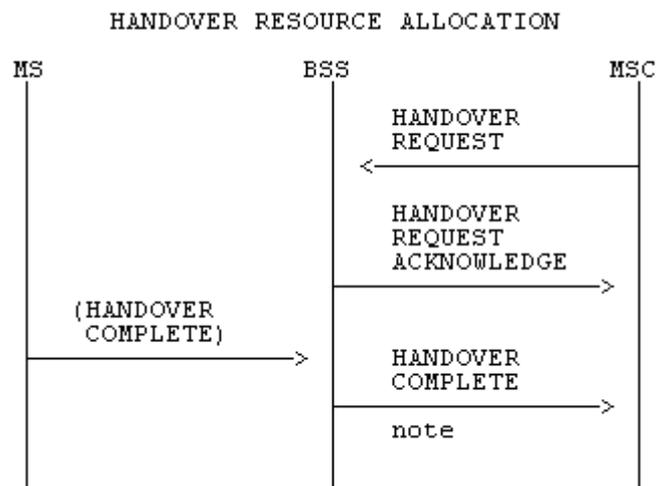 HANDOVER RESOURCE ALLOCATION
MS BSS MSC
HANDOVER
REQUEST
HANDOVER
REQUEST
ACKNOWLEDGE
(HANDOVER
COMPLETE)
HANDOVER
COMPLETE
note